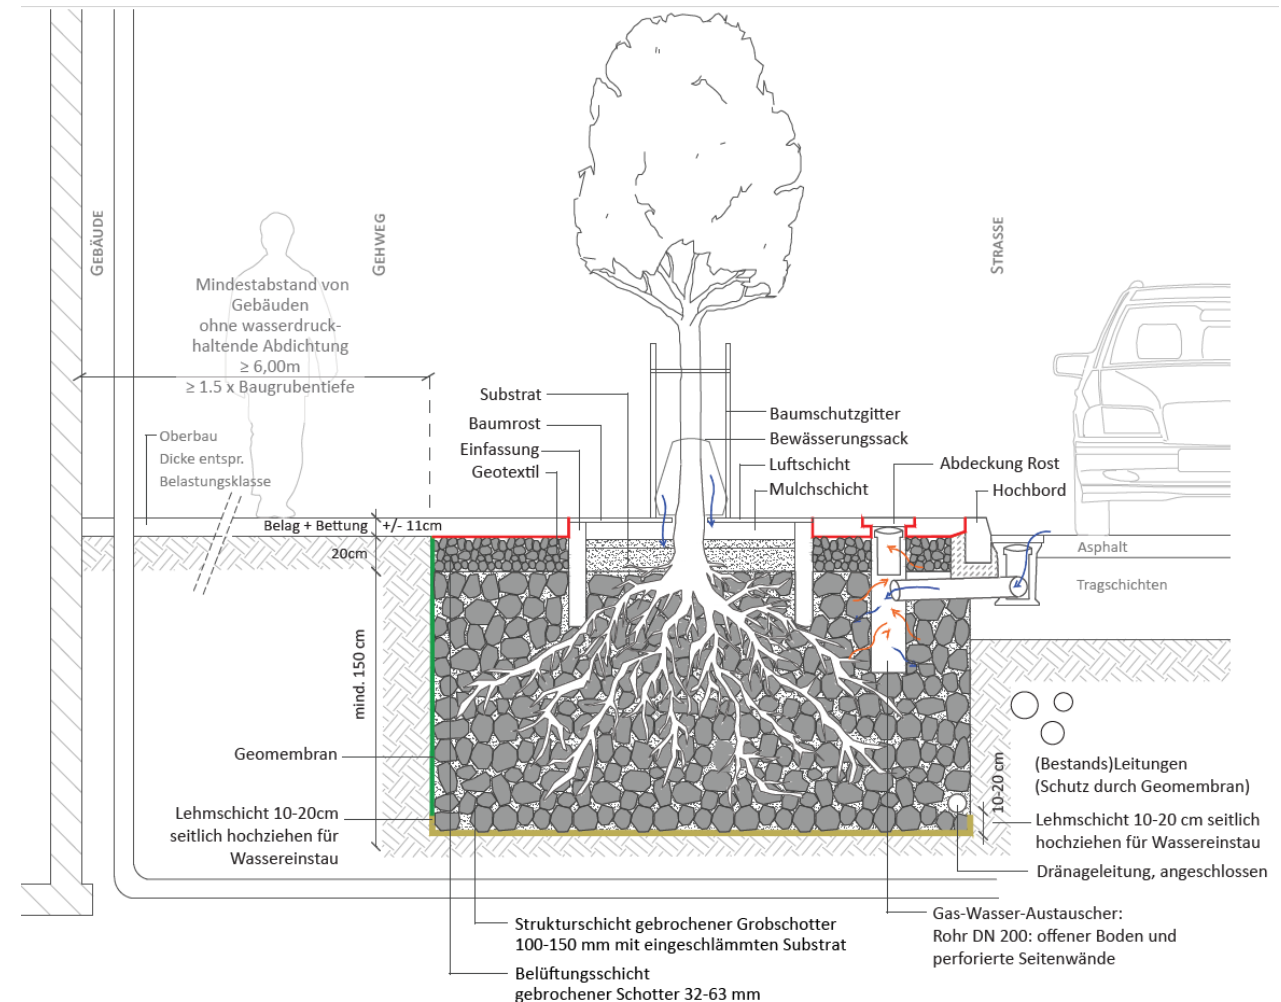 GEBÄUDE
GEHWEG
STRASSE
Mindestabstand von
Gebäuden
ohne wasserdruck-
haltende Abdichtung
≥ 6,00m
≥ 1.5 x Baugrubentiefe
Oberbau
Dicke entspr.
Belastungsklasse
Substrat
Baumrost
Einfassung
Geotextil
Baumschutzgitter
Bewässerungssack
Luftschicht
Mulchschicht
Abdeckung Rost
Hochbord
Belag + Bettung
+/- 11cm
20cm
mind. 150 cm
Asphalt
Tragschichten
Geomembran
Lehmschicht 10-20cm
seitlich hochziehen für
Wassereinstau
10-20 cm
(Bestands)Leitungen
(Schutz durch Geomembran)
Lehmschicht 10-20 cm seitlich
hochziehen für Wassereinstau
Dränageleitung, angeschlossen
Strukturschicht gebrochener Grobschotter
100-150 mm mit eingeschlämmten Substrat
Belüftungsschicht
gebrochener Schotter 32-63 mm
Gas-Wasser-Austauscher:
Rohr DN 200: offener Boden und
perforierte Seitenwände